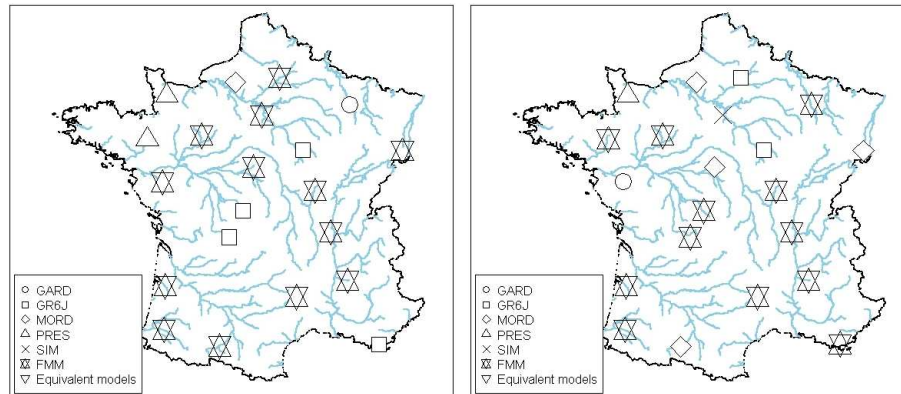 GARD
GR6J
MORD
PRES
SIM
FMM
Equivalent models
GARD
GR6J
MORD
PRES
SIM
FMM
Equivalent models